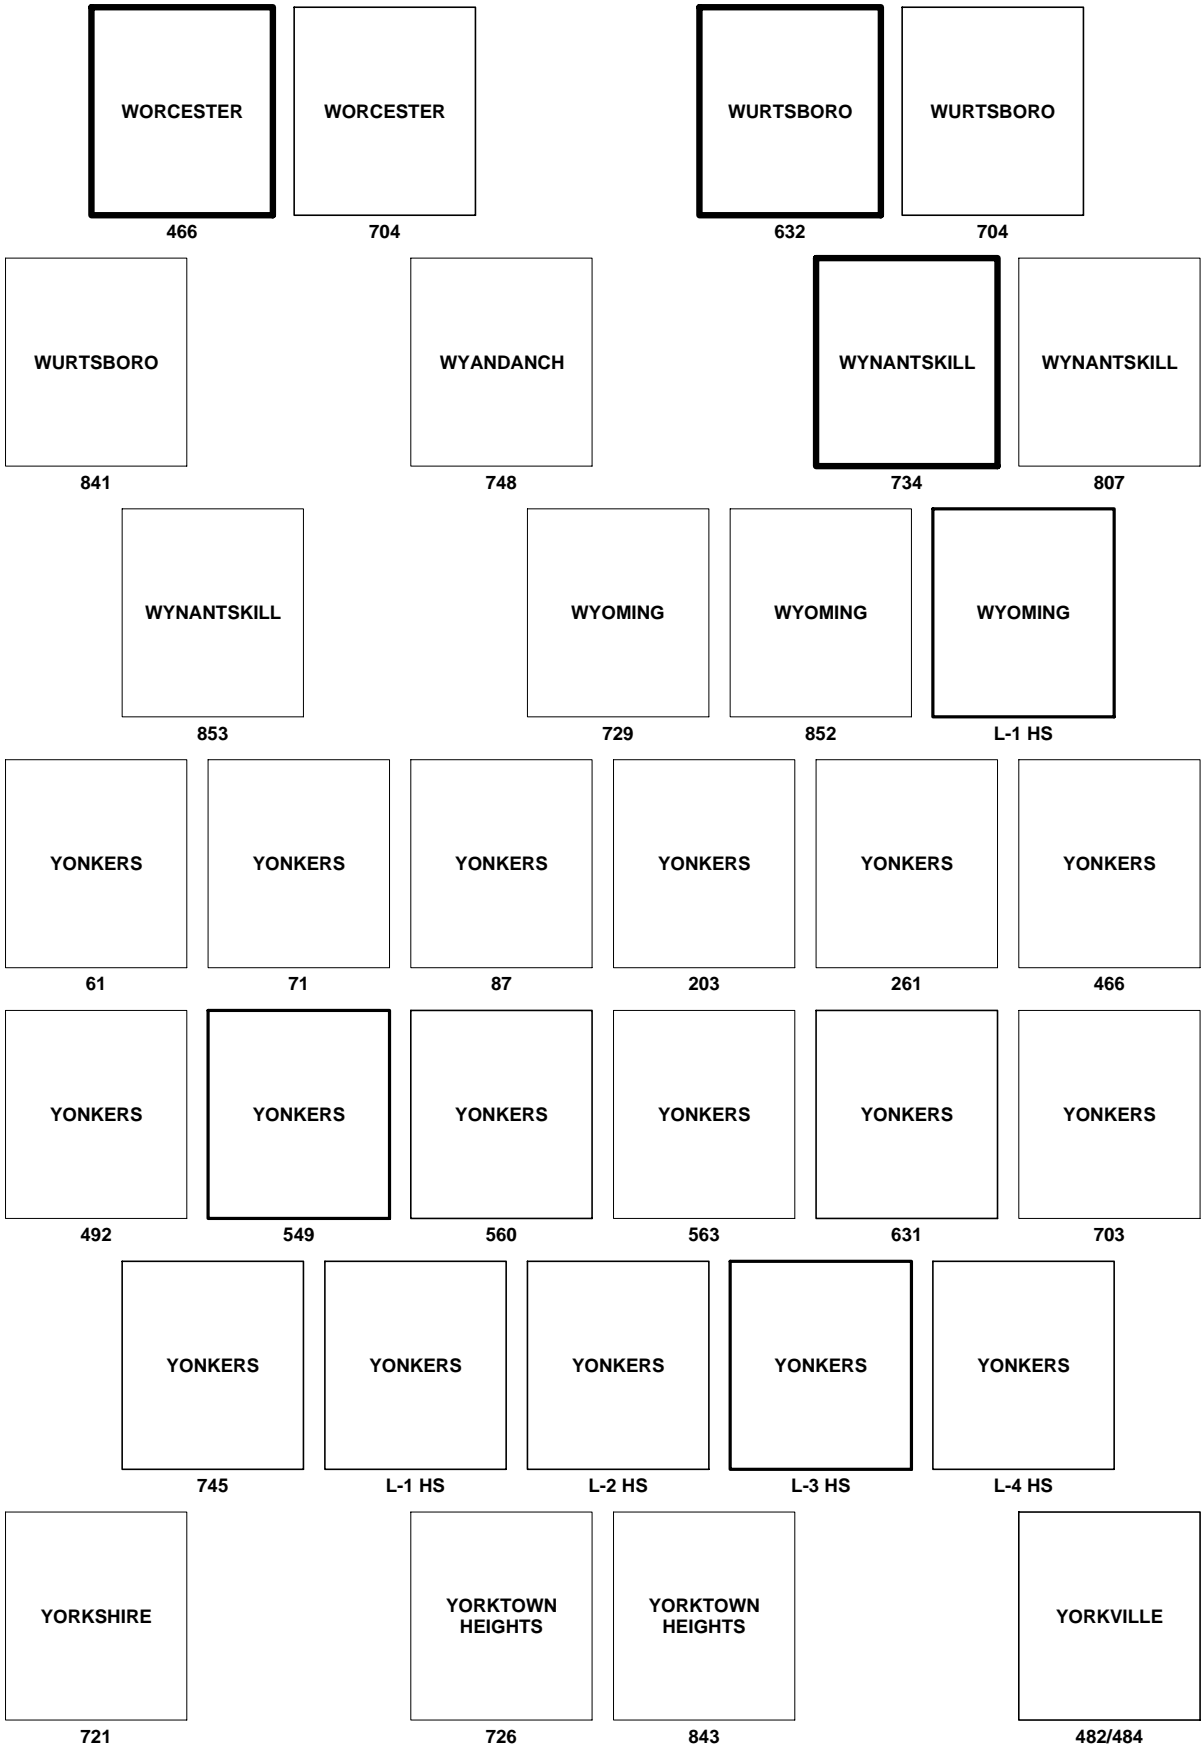 WORCESTER WORCESTER WURTSBORO WURTSBORO
466 704 632 704
WURTSBORO WYANDANCH WYNANTSKILL WYNANTSKILL
841 748 734 807
WYNANTSKILL WYOMING WYOMING WYOMING
853 729 852 L-1 HS
YONKERS YONKERS YONKERS YONKERS YONKERS YONKERS
61 71 87 203 261 466
YONKERS YONKERS YONKERS YONKERS YONKERS YONKERS
492 549 560 563 631 703
YONKERS YONKERS YONKERS YONKERS YONKERS
745 L-1 HS L-2 HS L-3 HS L-4 HS
YORKSHIRE
YORKTOWN
HEIGHTS
YORKTOWN
HEIGHTS
YORKVILLE
721 726 843 482/484